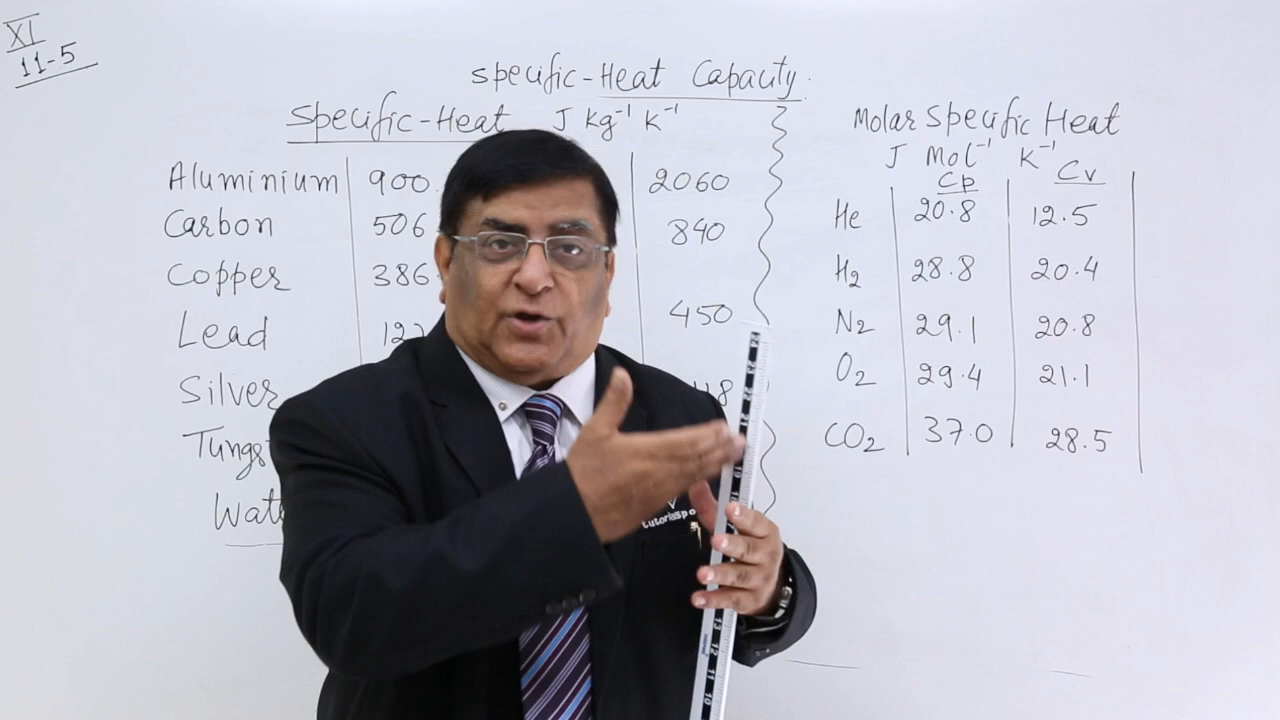 XI
11-5
Specific-Heat Capacity
Specific-Heat J Kg⁻¹ K⁻¹
Aluminium 900. 2060
Carbon 506 840
Copper 386.
Lead 450
Silver
Molar Specific Heat
J Mol⁻¹ K⁻¹
Cp Cv
He 20.8 12.5
H₂ 28.8 20.4
N₂ 29.1 20.8
O₂ 29.4 21.1
CO₂ 37.0 28.5